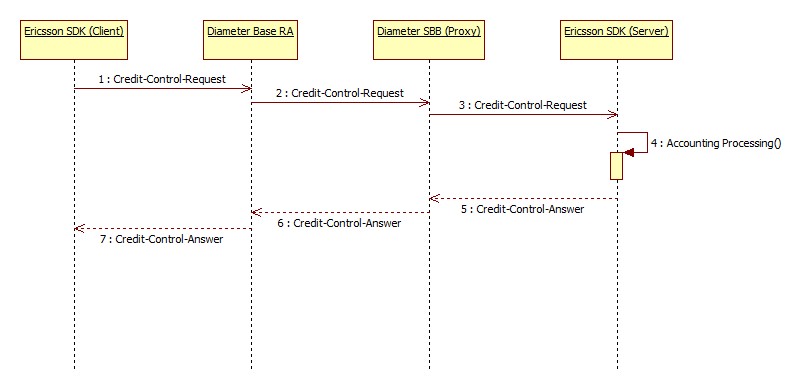 Ericsson SDK (Client)
Diameter Base RA
Diameter SBB (Proxy)
Ericsson SDK (Server)
1 : Credit-Control-Request
2 : Credit-Control-Request
3 : Credit-Control-Request
4 : Accounting Processing()
5 : Credit-Control-Answer
6 : Credit-Control-Answer
7 : Credit-Control-Answer